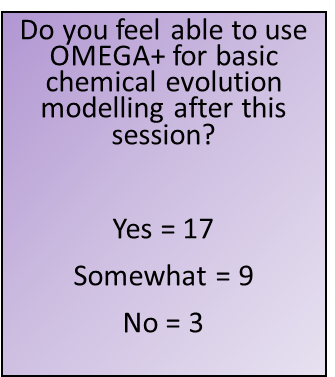 Do you feel able to use
OMEGA+ for basic
chemical evolution
modelling after this
session?
Yes = 17
Somewhat = 9
No = 3